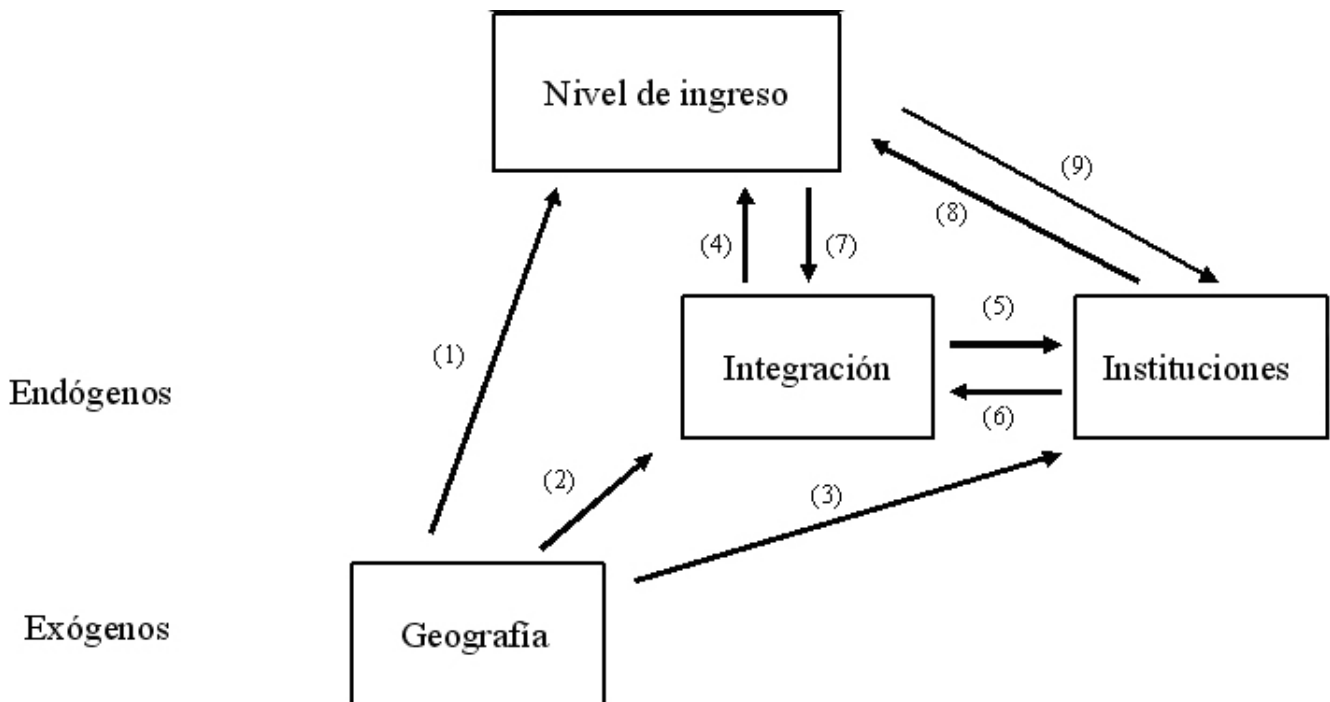 Nivel de ingreso
(9)
(8)
(4)
(7)
(5)
(1)
Integración
Instituciones
Endógenos
(6)
(2)
(3)
Exógenos
Geografía